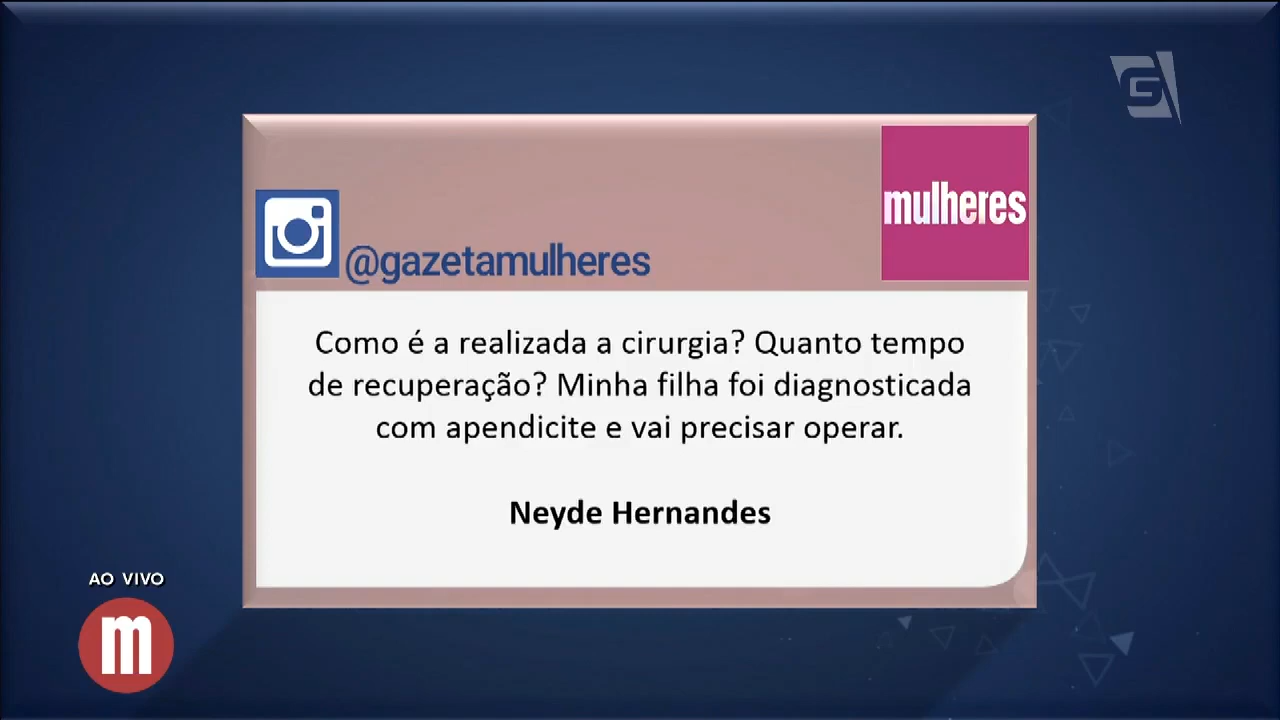 mulheres
@gazetamulheres
Como é a realizada a cirurgia? Quanto tempo
de recuperação? Minha filha foi diagnosticada
com apendicite e vai precisar operar.
Neyde Hernandes
AO VIVO
m
G